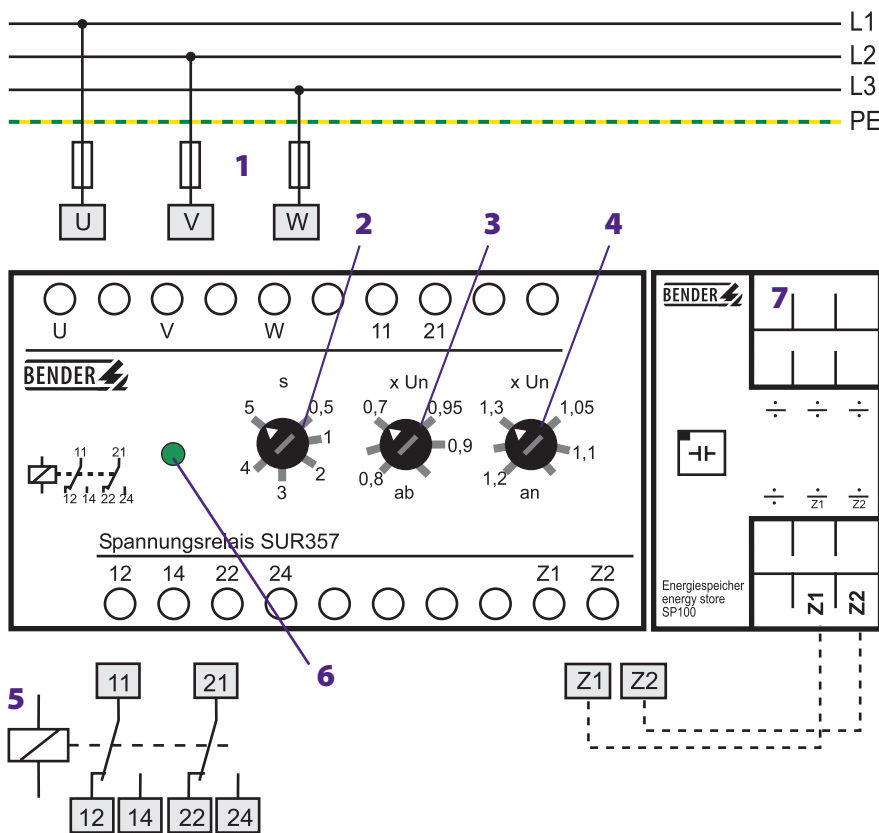 L1
L2
L3
PE
1
U V W
2 3 4
U V W 11 21
BENDER
BENDER
7
s x Un x Un
5 0,5 0,7 0,95 1,3 1,05
1 0,9 1,1
4 2 0,8 1,2
3 ab an
11 21
12 14 22 24
÷ ÷ ÷
÷ ÷ ÷
Z1 Z2
Spannungsrelais SUR357
12 14 22 24 Z1 Z2
Energiespeicher
energy store
SP100
Z1 Z2
6
5
11 21
Z1 Z2
12 14 22 24